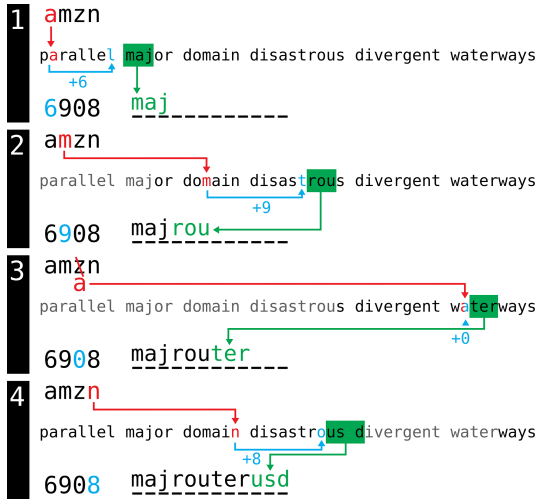 1
amzn
parallel major domain disastrous divergent waterways
+6
6908
maj
2
amzn
parallel major domain disastrous divergent waterways
+9
6908
majrou
3
amzn
a
parallel major domain disastrous divergent waterways
+0
6908
majrouter
4
amzn
parallel major domain disastrous divergent waterways
+8
6908
majrouterusd